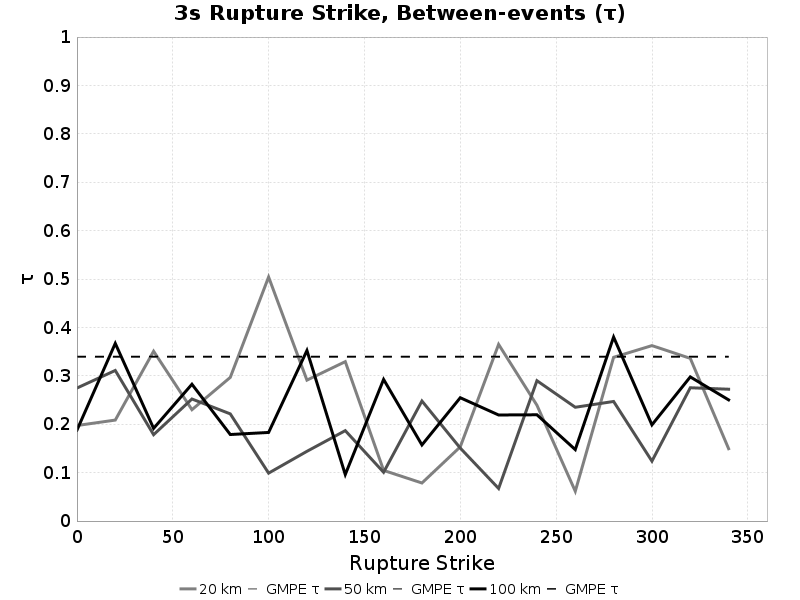 3s Rupture Strike, Between-events (τ)
1
0.9
0.8
0.7
0.6
0.5
0.4
0.3
0.2
0.1
0
τ
0 50 100 150 200 250 300 350
Rupture Strike
20 km GMPE τ 50 km GMPE τ 100 km GMPE τ